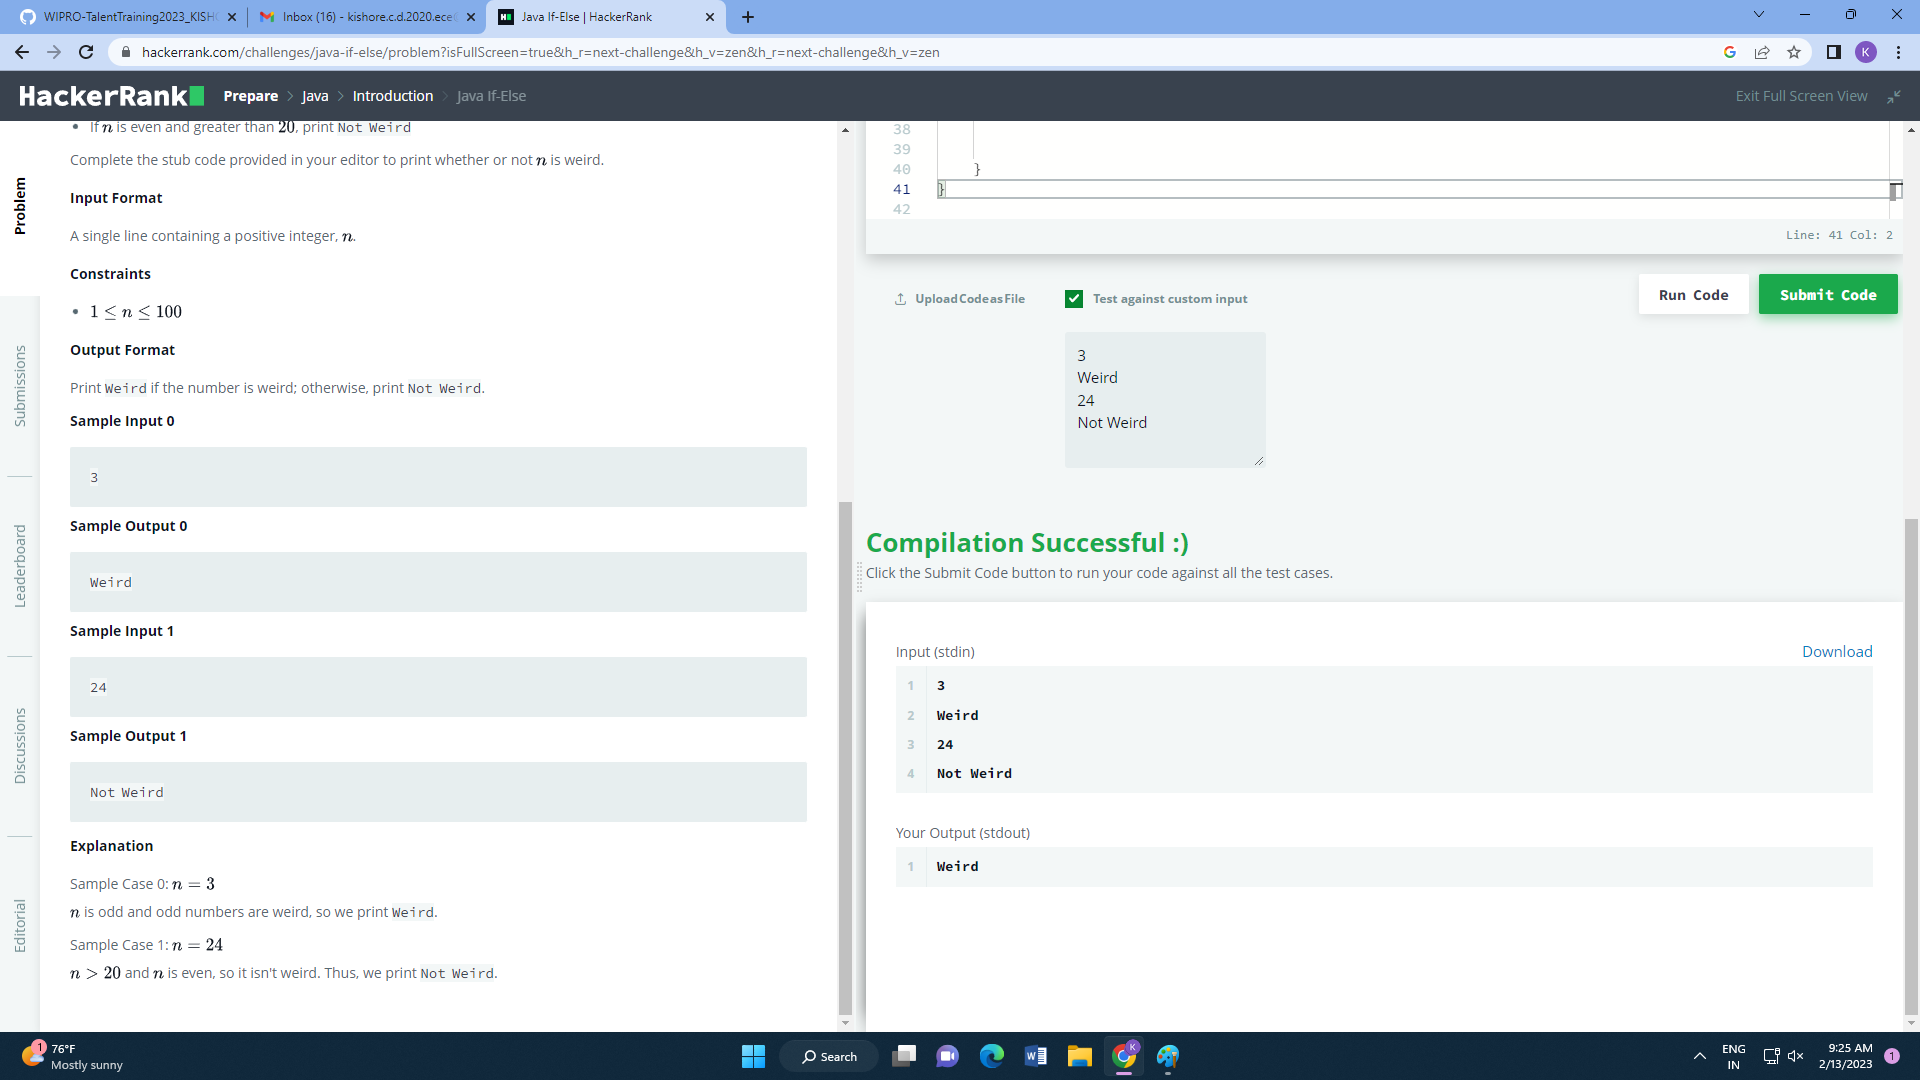 WIPRO-TalentTraining2023_KISH
Inbox (16) - kishore.c.d.2020.ece
Java If-Else | HackerRank
hackerrank.com/challenges/java-if-else/problem?isFullScreen=true&h_r=next-challenge&h_v=zen&h_r=next-challenge&h_v=zen
K
HackerRank
Prepare > Java > Introduction > Java If-Else
Exit Full Screen View
Problem
Submissions
Leaderboard
Discussions
Editorial
• If n is even and greater than 20, print Not Weird
Complete the stub code provided in your editor to print whether or not n is weird.
Input Format
A single line containing a positive integer, n.
Constraints
• 1 ≤ n ≤ 100
Output Format
Print Weird if the number is weird; otherwise, print Not Weird.
Sample Input 0
3
Sample Output 0
Weird
Sample Input 1
24
Sample Output 1
Not Weird
Explanation
Sample Case 0: n = 3
n is odd and odd numbers are weird, so we print Weird.
Sample Case 1: n = 24
n > 20 and n is even, so it isn't weird. Thus, we print Not Weird.
38
39
40 }
41 }
42
Line: 41 Col: 2
Upload Code as File
Test against custom input
Run Code
Submit Code
3
Weird
24
Not Weird
Compilation Successful :)
Click the Submit Code button to run your code against all the test cases.
Input (stdin)
Download
1 3
2 Weird
3 24
4 Not Weird
Your Output (stdout)
1 Weird
1
76°F
Mostly sunny
Search
K
ENG
IN
9:25 AM
2/13/2023
1